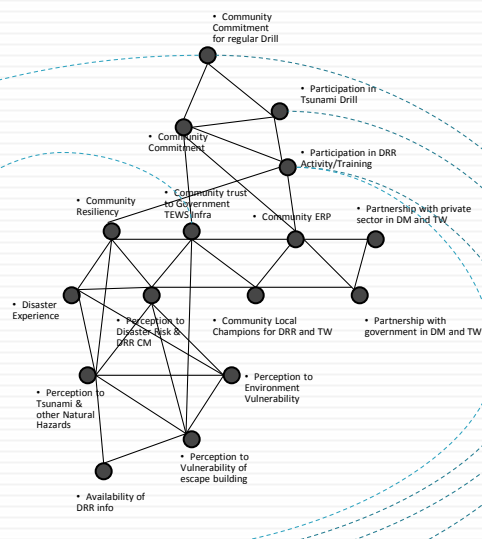 • Community
Commitment
for regular Drill
• Participation in
Tsunami Drill
• Community
Commitment
• Participation in DRR
Activity/Training
• Community
Resiliency
• Community trust
to Government
TEWS Infra
• Community ERP
• Partnership with private
sector in DM and TW
• Disaster
Experience
• Perception to
Disaster Risk &
DRR CM
• Community Local
Champions for DRR and TW
• Partnership with
government in DM and TW
• Perception to
Tsunami &
other Natural
Hazards
• Perception to
Environment
Vulnerability
• Perception to
Vulnerability of
escape building
• Availability of
DRR info